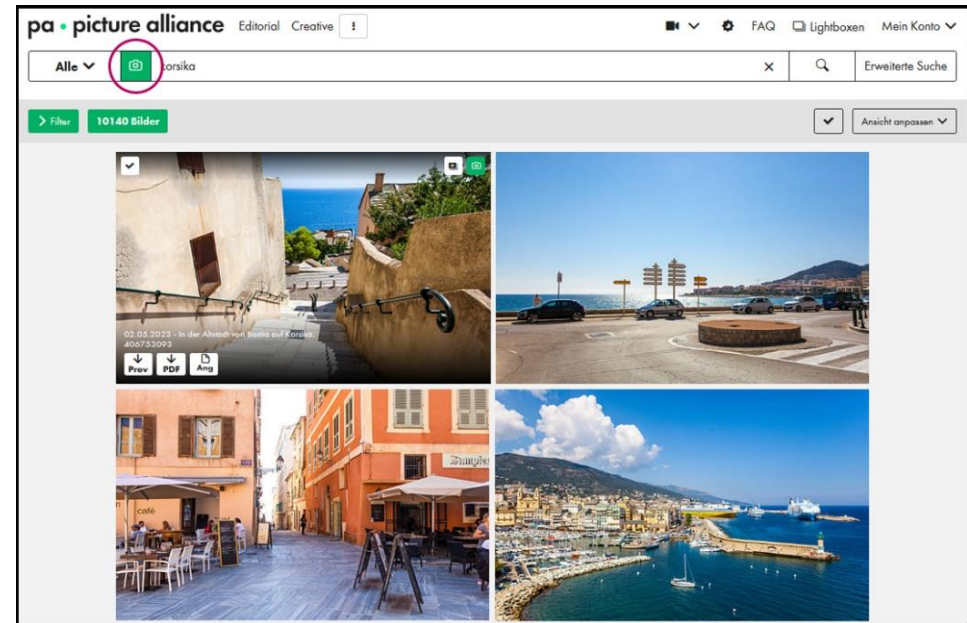 pa • picture alliance Editorial Creative FAQ Lightboxen Mein Konto
Alle korsika Erweiterte Suche
Filter 10140 Bilder Ansicht anpassen
02.05.2023 - In der Altstadt von Bastia auf Korsika.
406753093
Prev PDF Ang
café